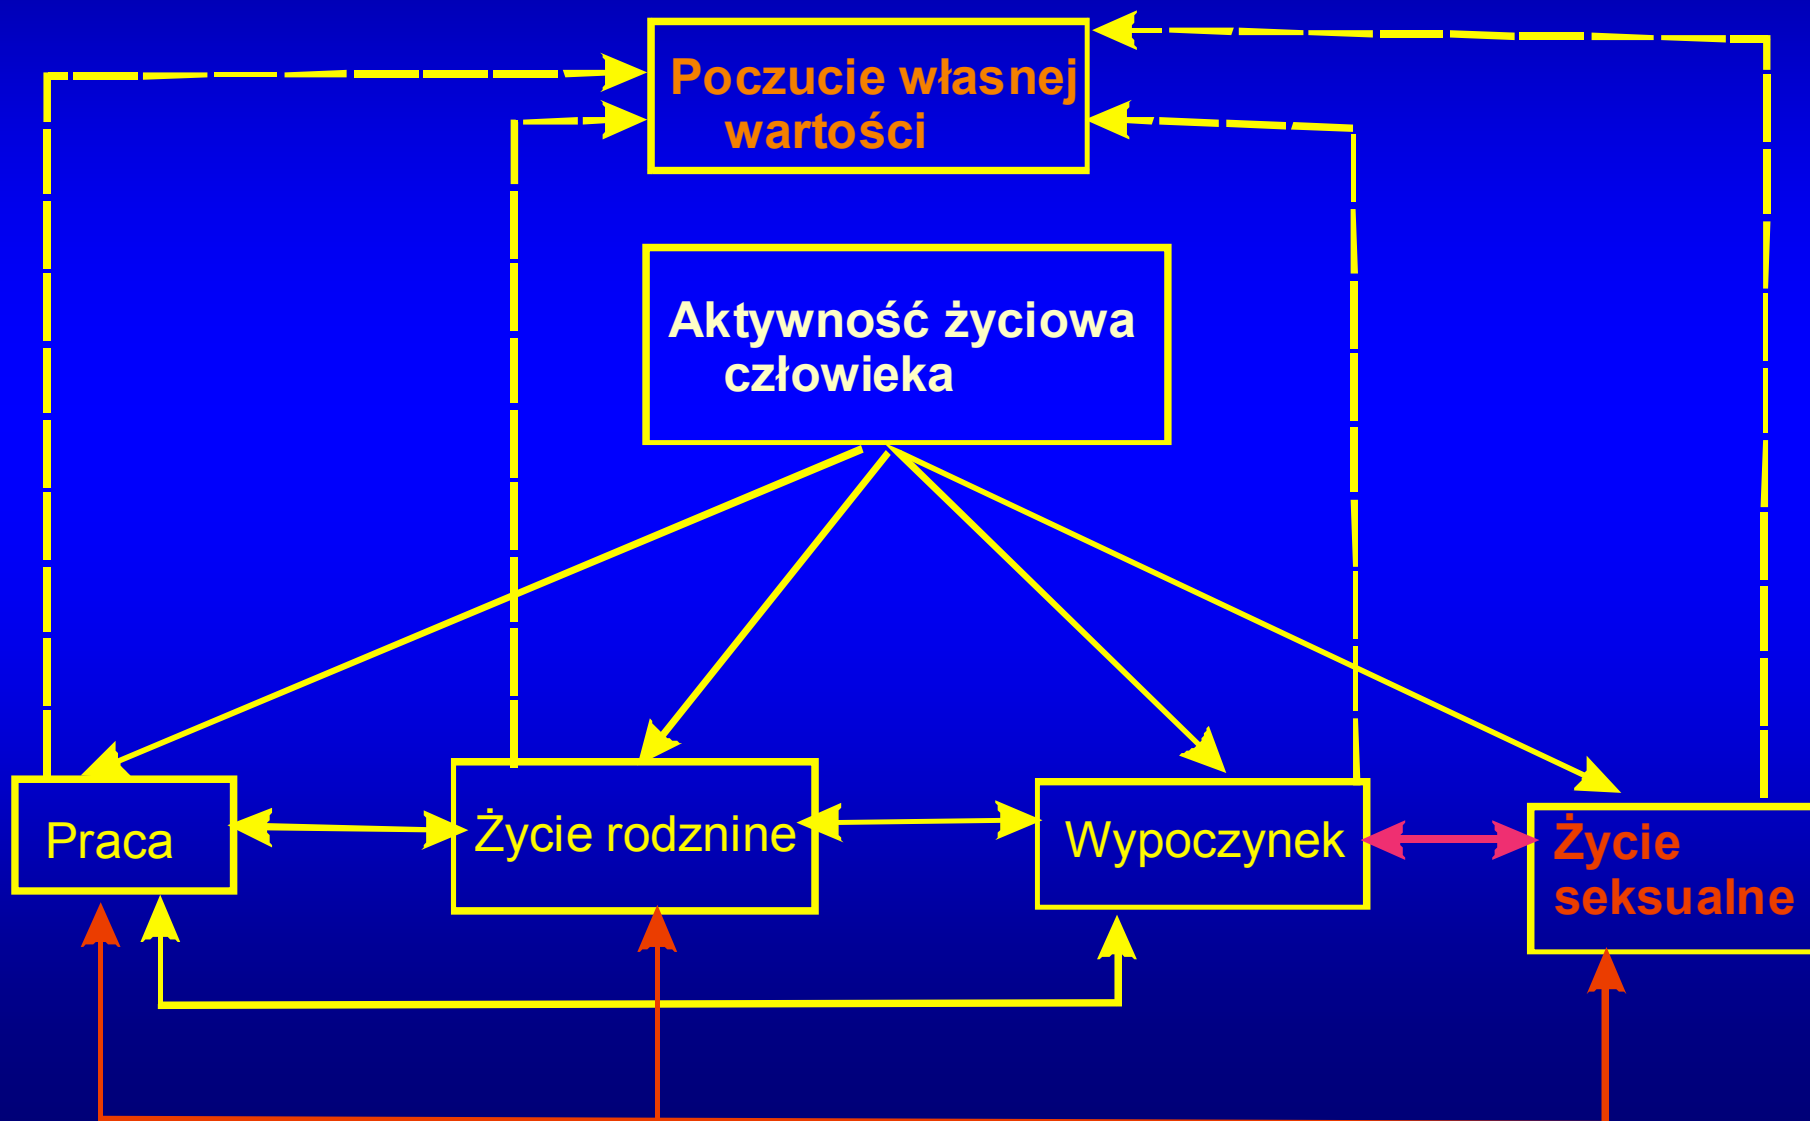 Poczucie własnej
wartości
Aktywność życiowa
człowieka
Praca
Życie rodznine
Wypoczynek
Życie
seksualne